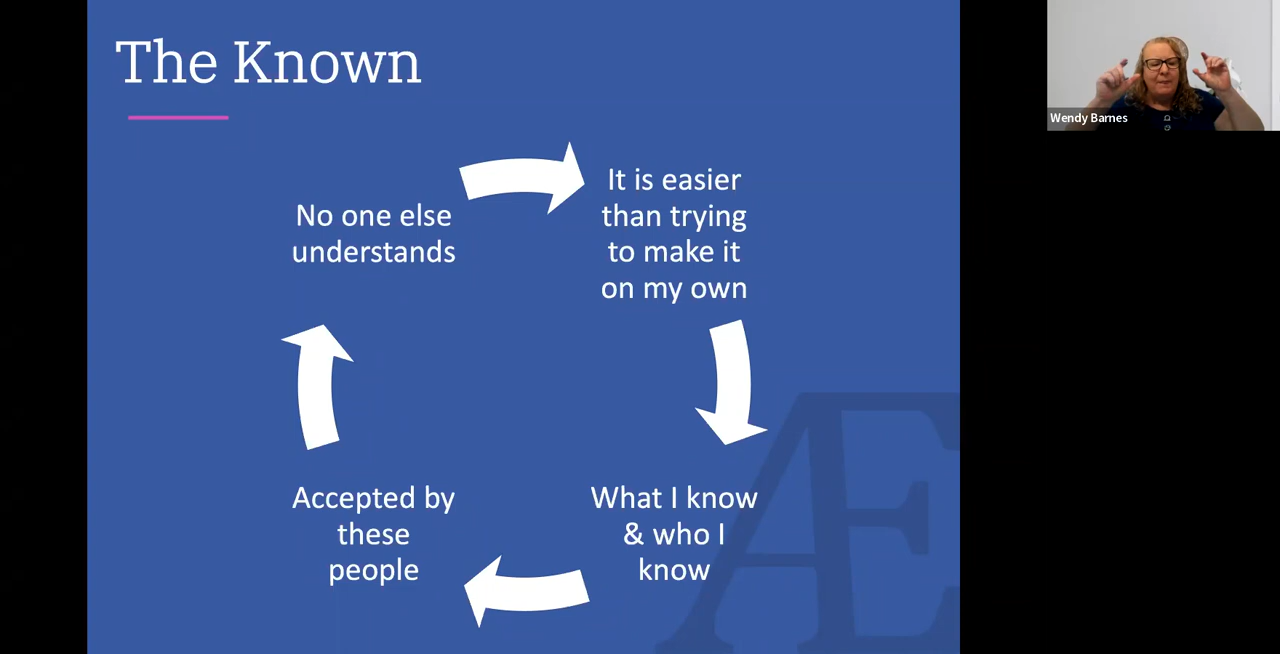 The Known
No one else
understands
It is easier
than trying
to make it
on my own
What I know
& who I
know
Accepted by
these
people
Æ
Wendy Barnes